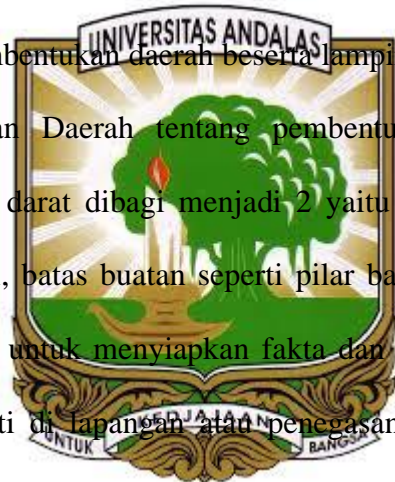 UNIVERSITAS ANDALAS
mbentukan daerah beserta lampi
an Daerah tentang pembentu
darat dibagi menjadi 2 yaitu
, batas buatan seperti pilar ba
untuk menyiapkan fakta dan
ti di lapangan atau penegasan
UNTUK KEDJAJAAN BANGSA